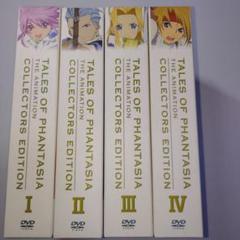 TALES OF PHANTASIA
THE ANIMATION
COLLECTORS EDITION
I
DVD
TALES OF PHANTASIA
THE ANIMATION
COLLECTORS EDITION
II
DVD
TALES OF PHANTASIA
THE ANIMATION
COLLECTORS EDITION
III
DVD
TALES OF PHANTASIA
THE ANIMATION
COLLECTORS EDITION
IV
DVD